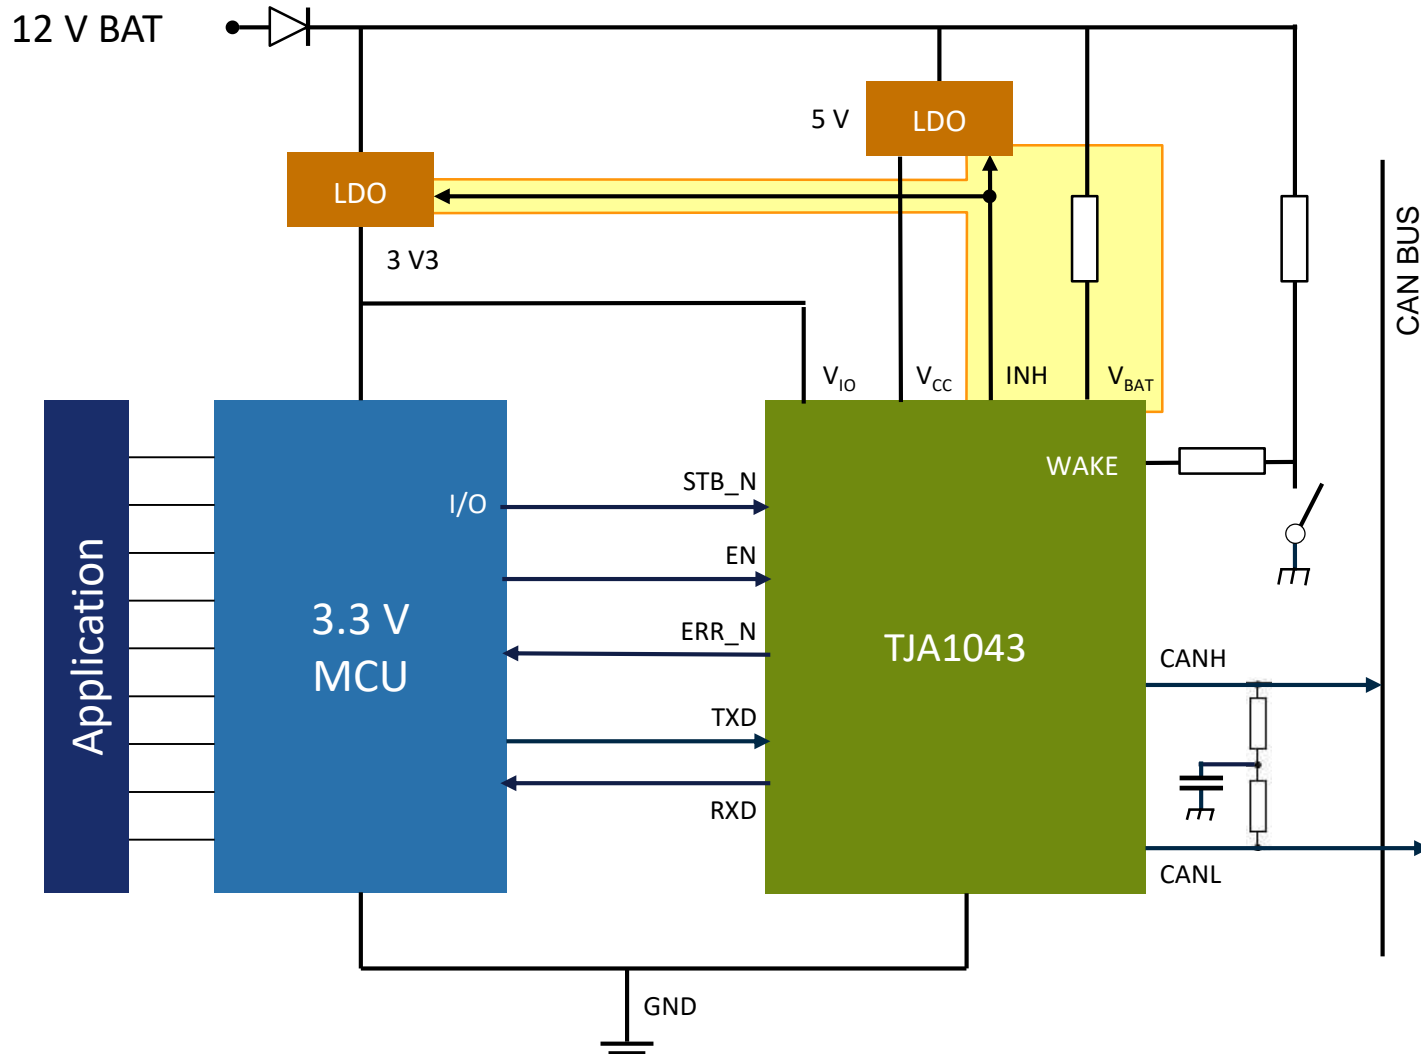 12 V BAT
5 V
LDO
LDO
3 V3
CAN BUS
VIO
VCC
INH
VBAT
WAKE
STB_N
I/O
EN
Application
3.3 V
MCU
ERR_N
TJA1043
CANH
TXD
RXD
CANL
GND